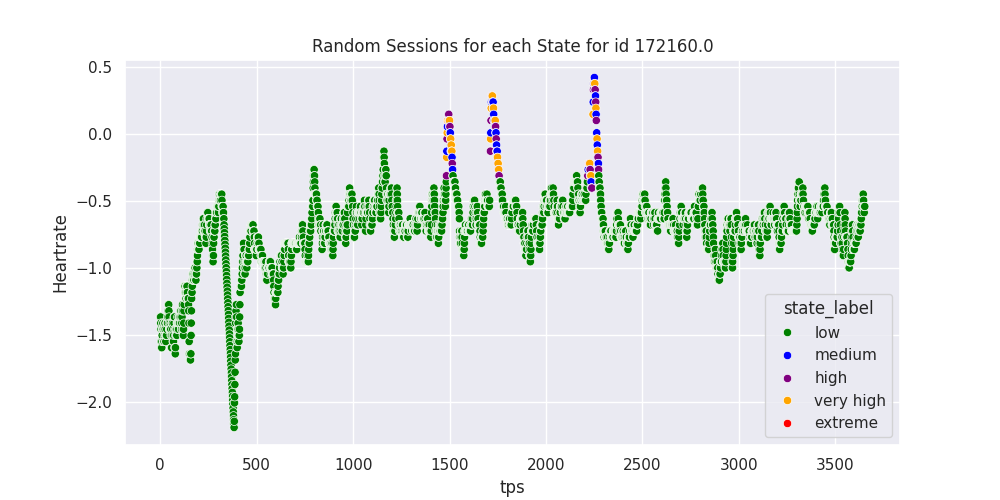 Random Sessions for each State for id 172160.0
Heartrate
0.5
0.0
−0.5
−1.0
−1.5
−2.0
0 500 1000 1500 2000 2500 3000 3500
tps
state_label
low
medium
high
very high
extreme